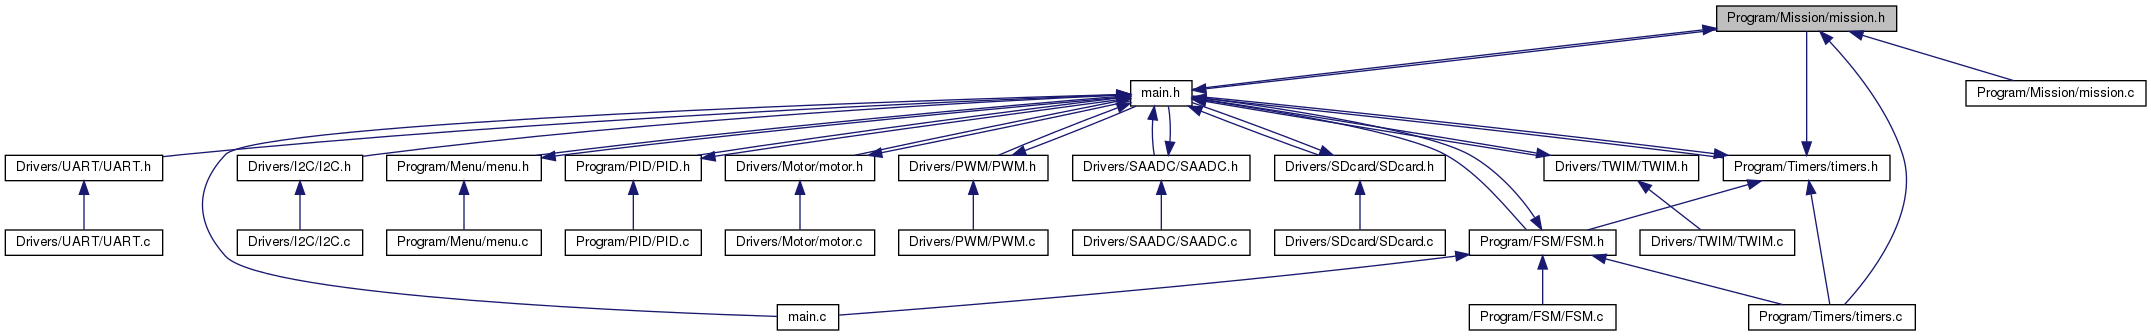 Program/Mission/mission.h
main.h
Program/Mission/mission.c
Drivers/UART/UART.h
Drivers/I2C/I2C.h
Program/Menu/menu.h
Program/PID/PID.h
Drivers/Motor/motor.h
Drivers/PWM/PWM.h
Drivers/SAADC/SAADC.h
Drivers/SDcard/SDcard.h
Drivers/TWIM/TWIM.h
Program/Timers/timers.h
Drivers/UART/UART.c
Drivers/I2C/I2C.c
Program/Menu/menu.c
Program/PID/PID.c
Drivers/Motor/motor.c
Drivers/PWM/PWM.c
Drivers/SAADC/SAADC.c
Drivers/SDcard/SDcard.c
Program/FSM/FSM.h
Drivers/TWIM/TWIM.c
main.c
Program/FSM/FSM.c
Program/Timers/timers.c